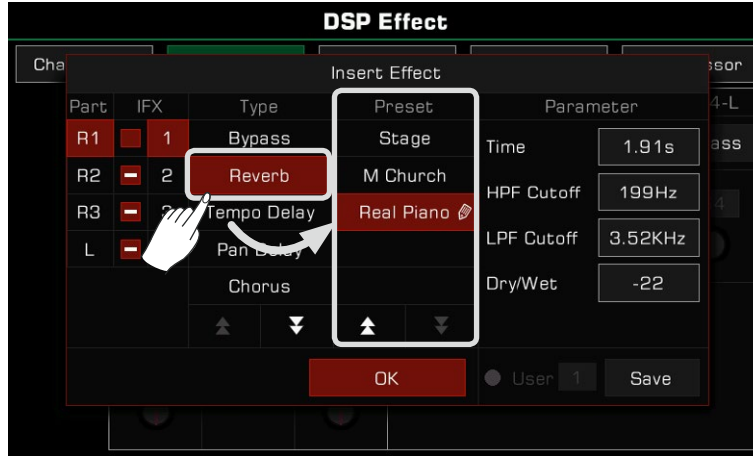 DSP Effect
Cha
ssor
Insert Effect
4-L
Part IFX Type Preset Parameter
R1 1 Bypass Stage Time 1.91s
ass
R2 2 Reverb M Church HPF Cutoff 199Hz
R3 Tempo Delay Real Piano LPF Cutoff 3.52KHz
4
L Pan Delay
Chorus Dry/Wet -22
OK User 1 Save